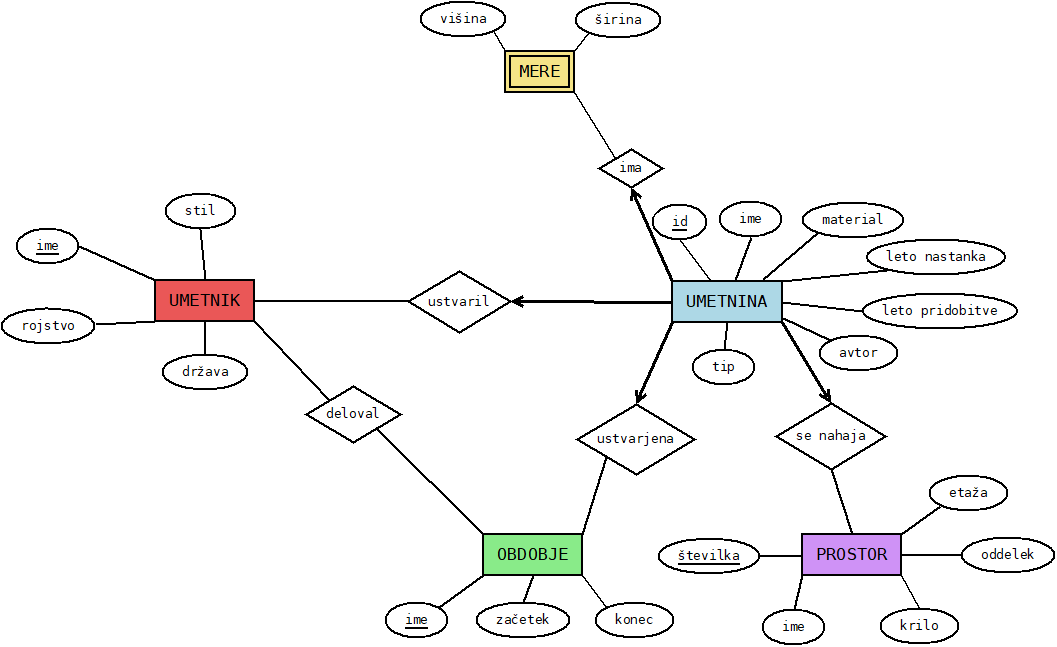 višina
širina
MERE
ima
stil
id
ime
material
ime
leto nastanka
UMETNIK
ustvaril
UMETNINA
rojstvo
leto pridobitve
država
tip
avtor
deloval
ustvarjena
se nahaja
etaža
OBDOBJE
številka
PROSTOR
oddelek
ime
začetek
konec
ime
krilo